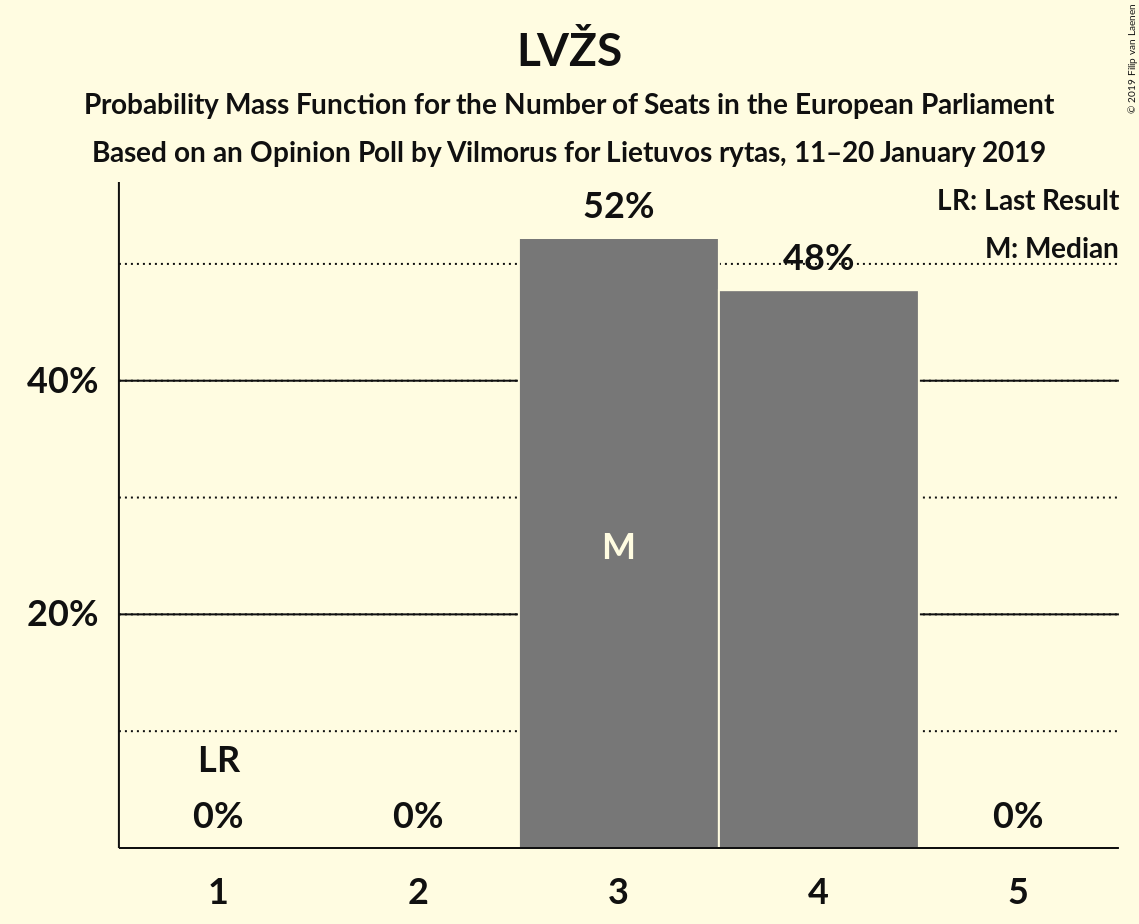 LVŽS
Probability Mass Function for the Number of Seats in the European Parliament
Based on an Opinion Poll by Vilmorus for Lietuvos rytas, 11–20 January 2019
© 2019 Filip van Laenen
LR: Last Result
M: Median
52%
48%
40%
M
20%
LR
0%
0%
0%
1
2
3
4
5